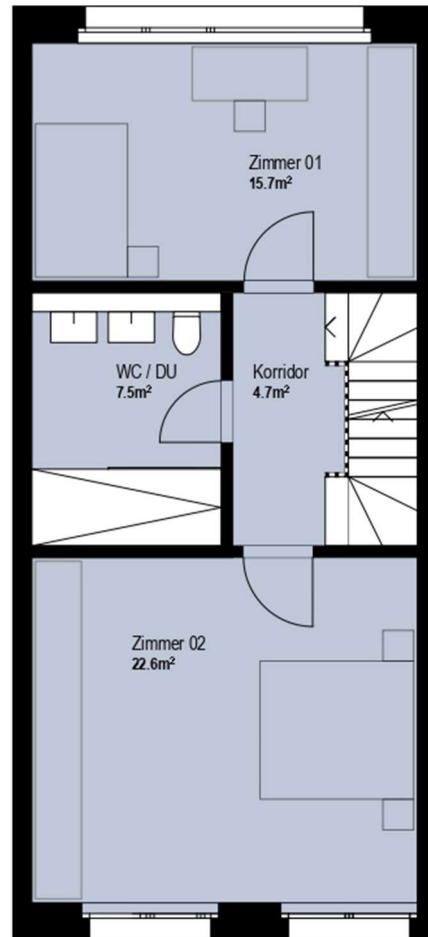 Zimmer 01
15.7m²
WC / DU
7.5m²
Korridor
4.7m²
Zimmer 02
22.6m²